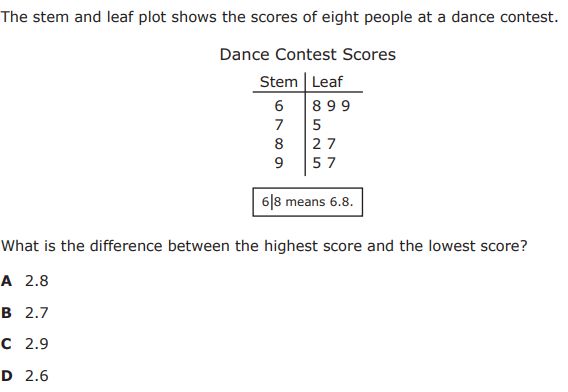 The stem and leaf plot shows the scores of eight people at a dance contest.
Dance Contest Scores
Stem Leaf
6 8 9 9
7 5
8 2 7
9 5 7
6|8 means 6.8.
What is the difference between the highest score and the lowest score?
A 2.8
B 2.7
C 2.9
D 2.6